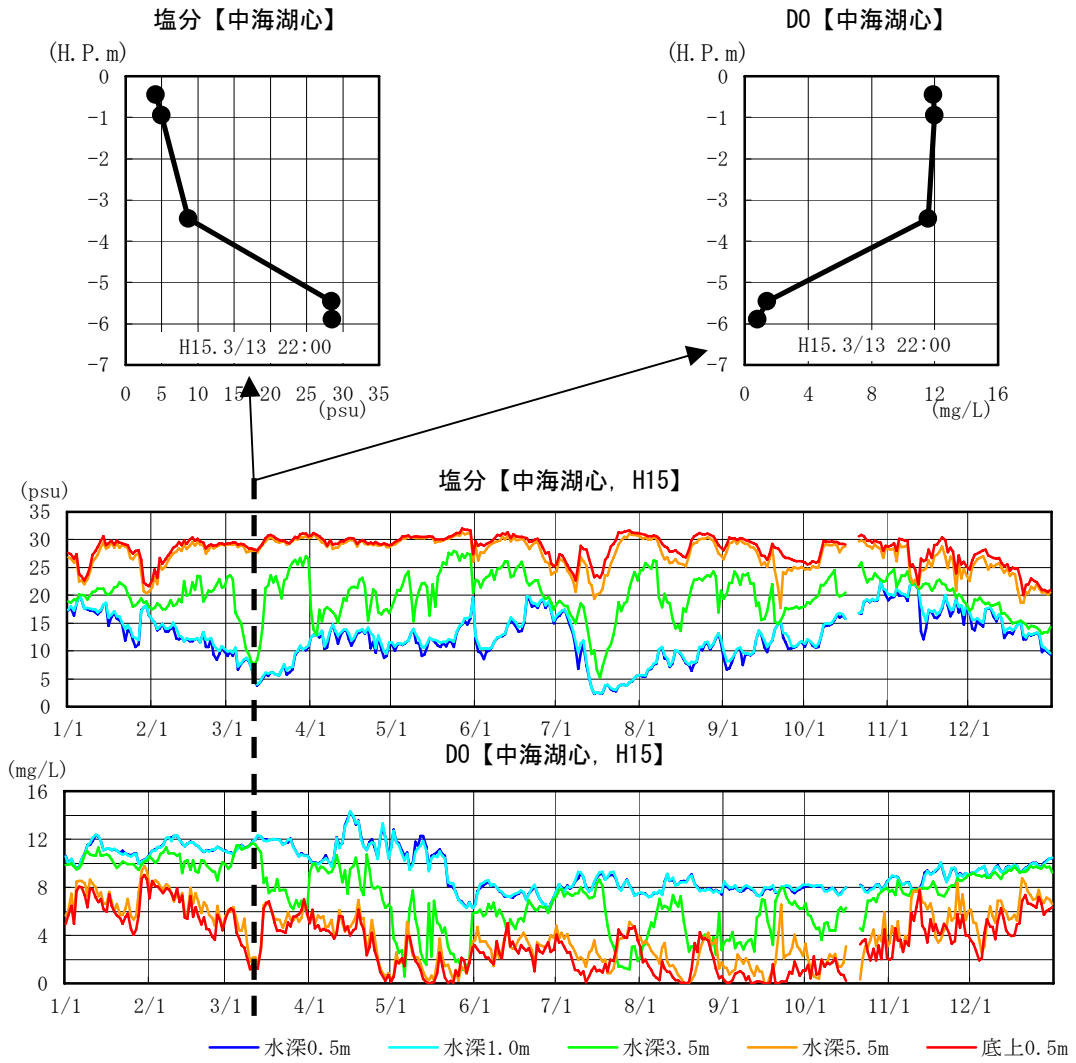 塩分【中海湖心】
DO【中海湖心】
(H.P.m)
(H.P.m)
0
-1
-2
-3
-4
-5
-6
-7
H15.3/13 22:00
0 5 10 15 20 25 30 35
(psu)
0
-1
-2
-3
-4
-5
-6
-7
H15.3/13 22:00
0 4 8 12 16
(mg/L)
塩分【中海湖心, H15】
(psu)
35
30
25
20
15
10
5
0
1/1 2/1 3/1 4/1 5/1 6/1 7/1 8/1 9/1 10/1 11/1 12/1
DO【中海湖心, H15】
(mg/L)
16
12
8
4
0
1/1 2/1 3/1 4/1 5/1 6/1 7/1 8/1 9/1 10/1 11/1 12/1
水深0.5m 水深1.0m 水深3.5m 水深5.5m 底上0.5m